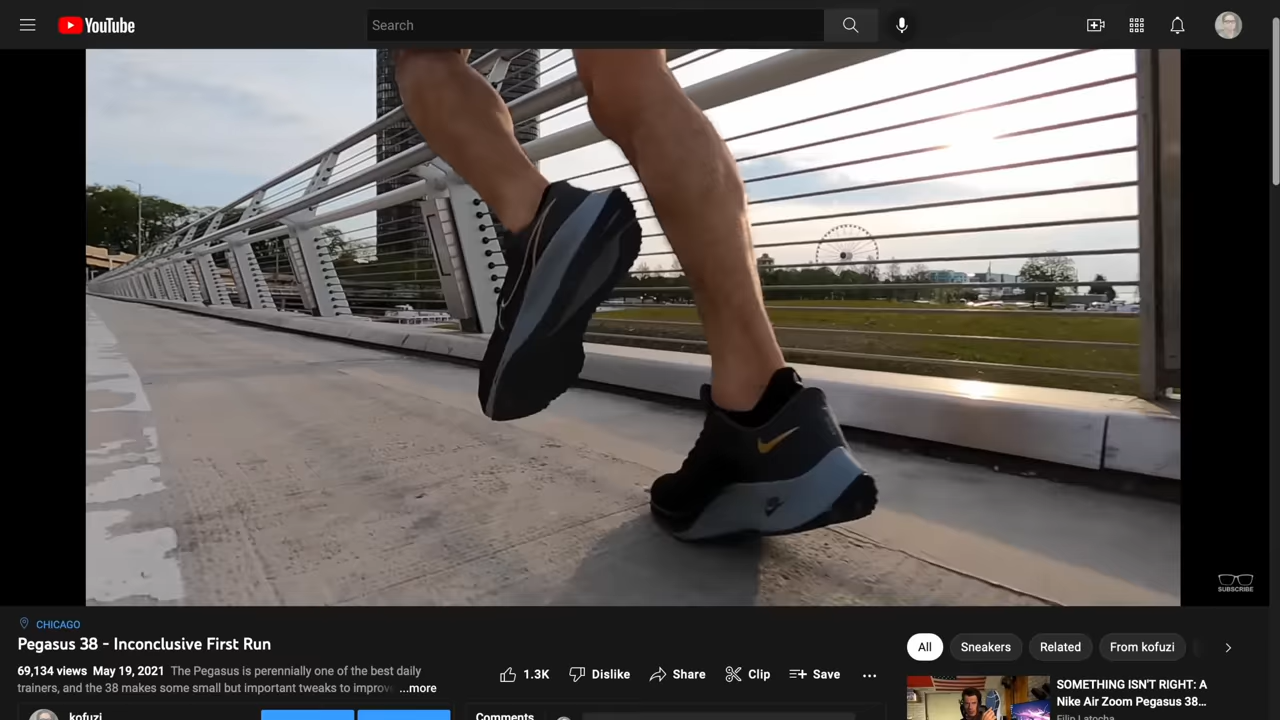 YouTube
Search
SUBSCRIBE
CHICAGO
Pegasus 38 - Inconclusive First Run
69,134 views May 19, 2021 The Pegasus is perennially one of the best daily
trainers, and the 38 makes some small but important tweaks to improv ...more
1.3K Dislike Share Clip Save
kofuzi
Comments
All Sneakers Related From kofuzi
SOMETHING ISN'T RIGHT: A
Nike Air Zoom Pegasus 38...
Filip Latocha